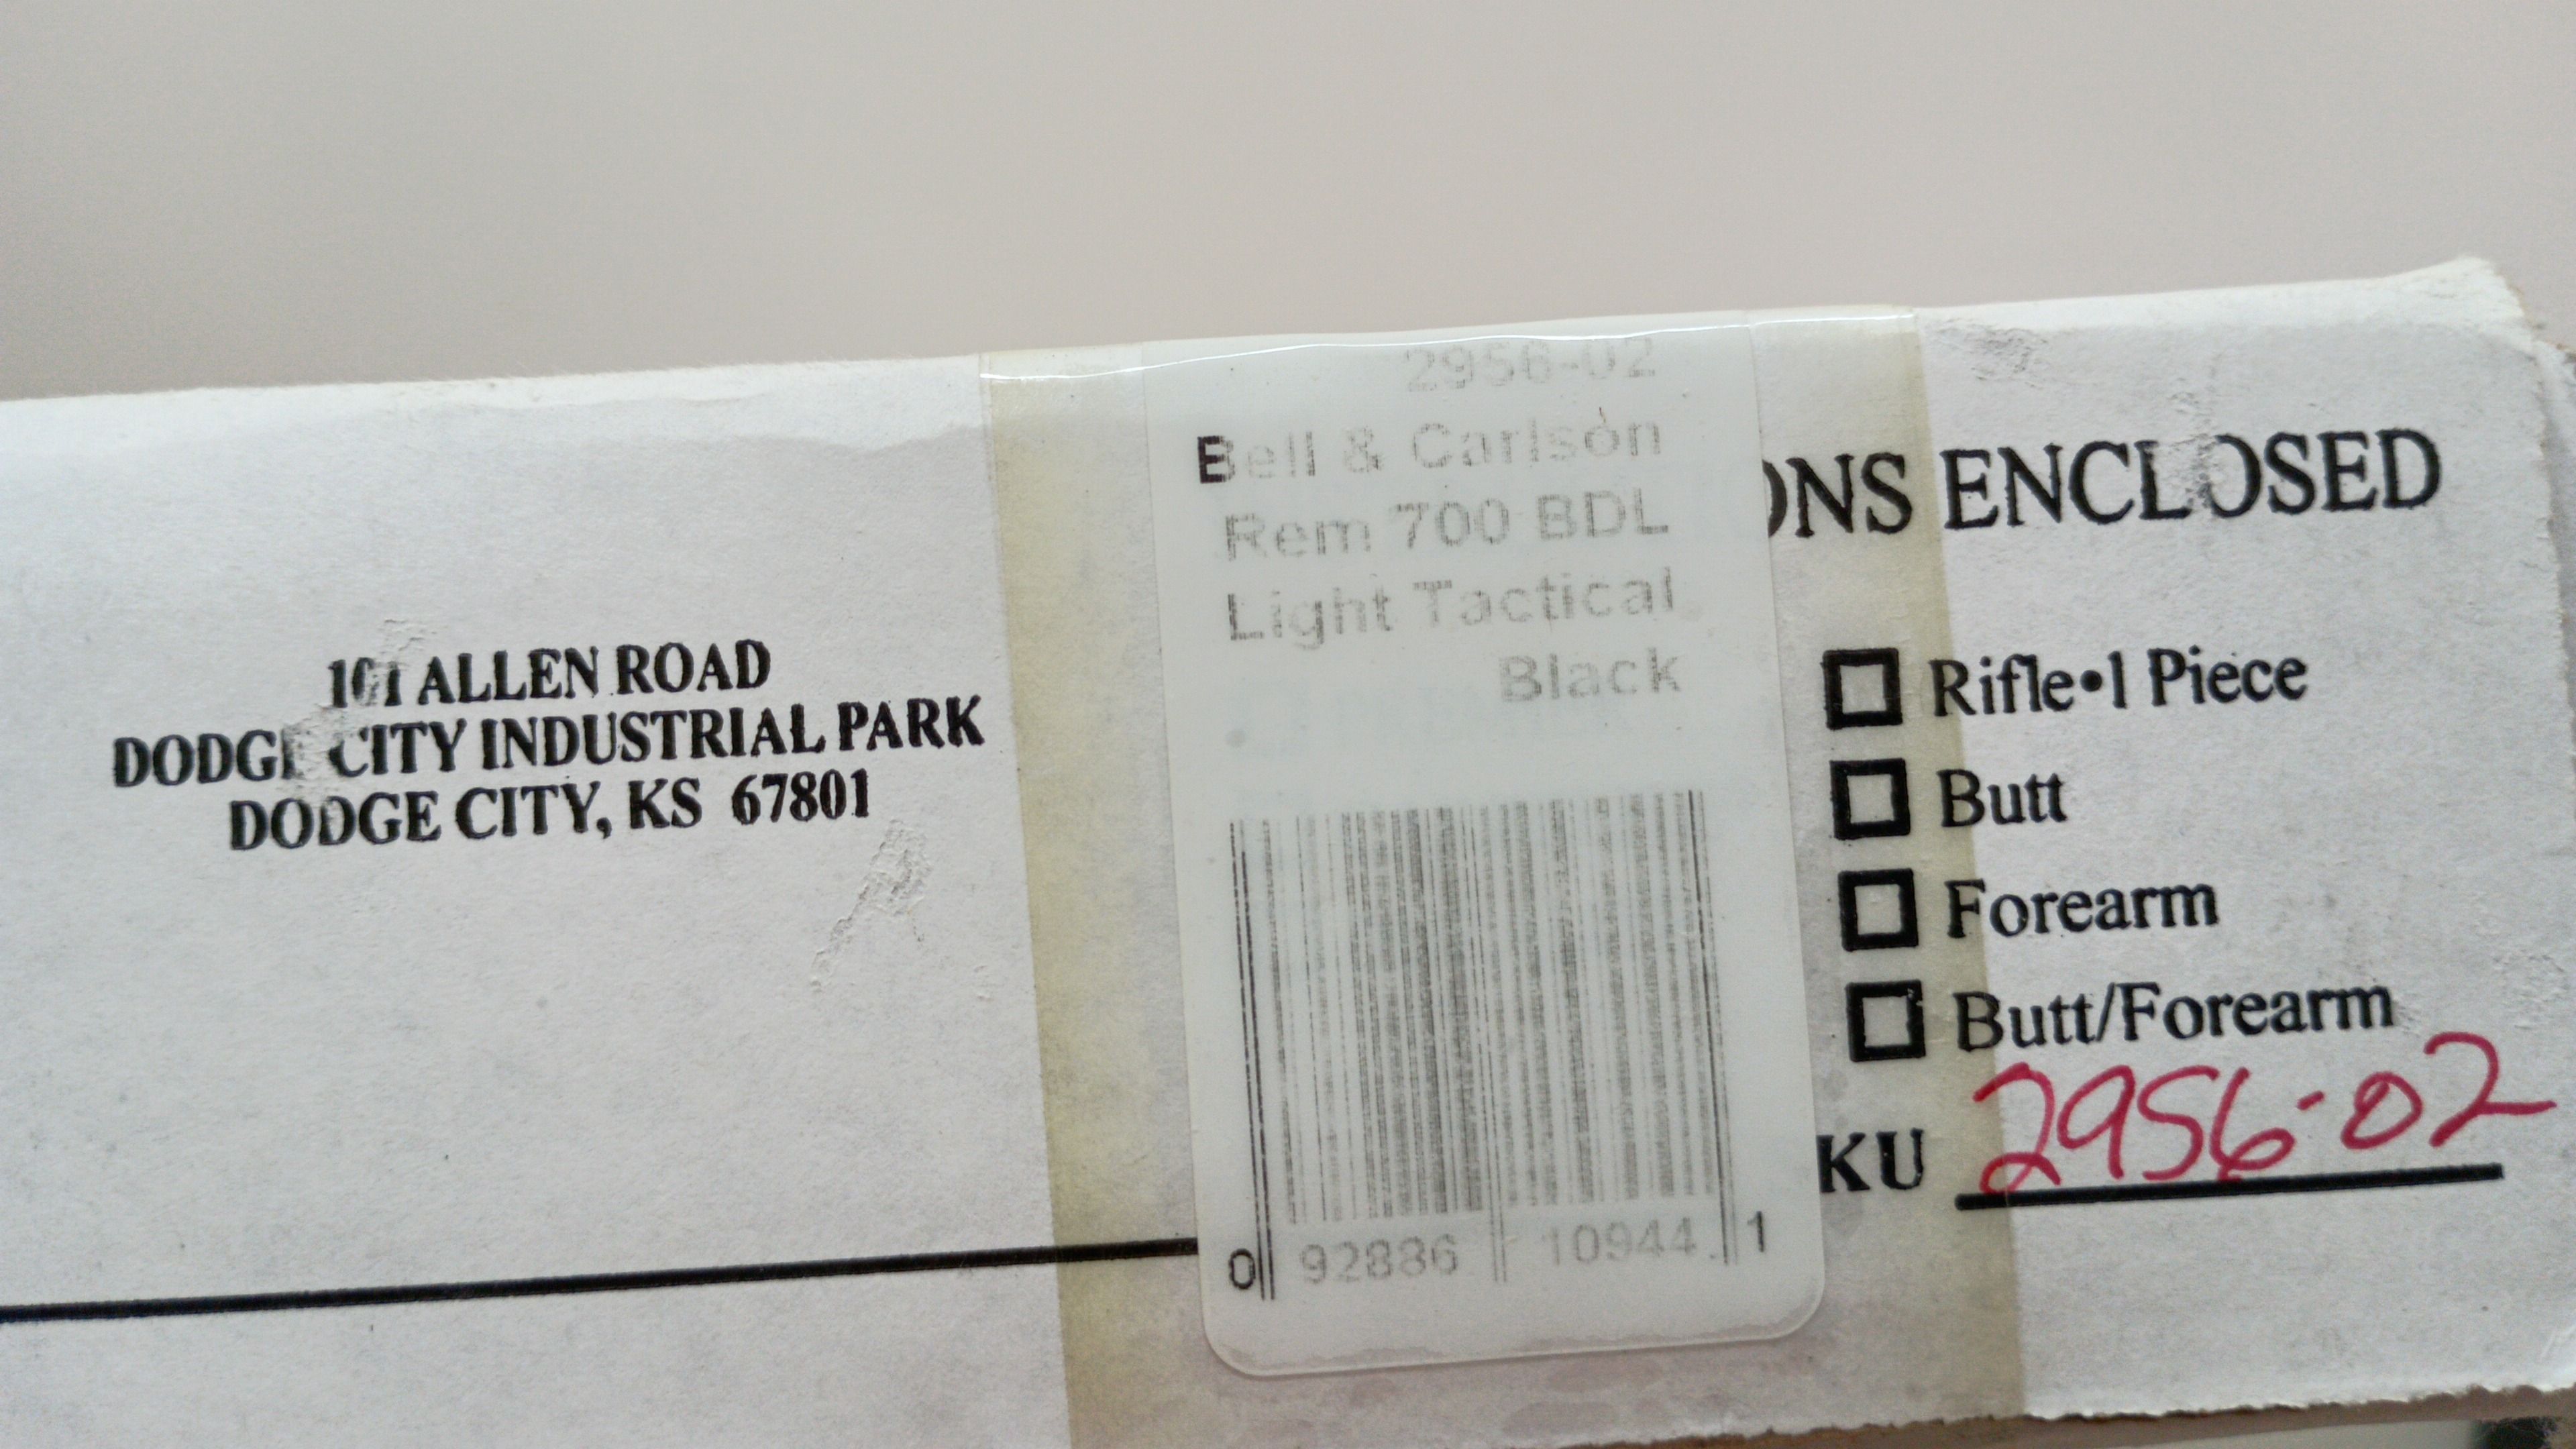 101 ALLEN ROAD
DODGE CITY INDUSTRIAL PARK
DODGE CITY, KS 67801
2956-02
Bell & Carlson
Rem 700 BDL
Light Tactical
Black
0 92886 10944 1
ONS ENCLOSED
Rifle•1 Piece
Butt
Forearm
Butt/Forearm
KU 2956-02